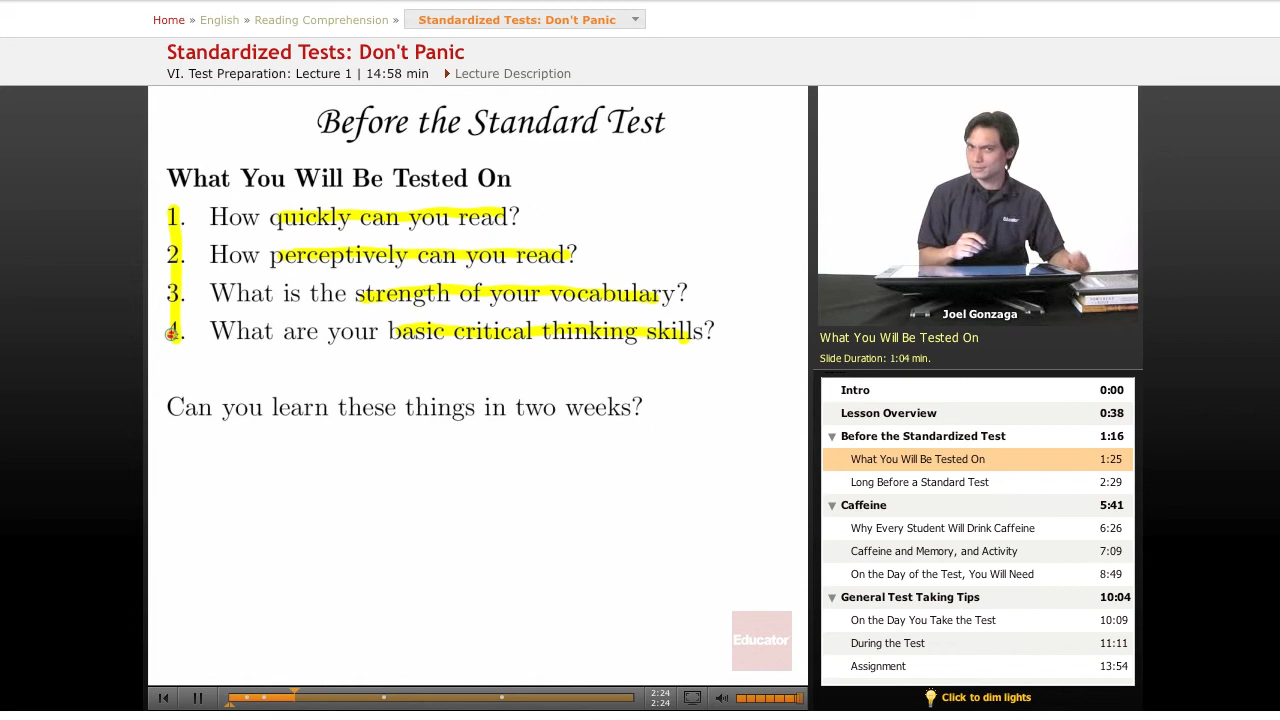 Home » English » Reading Comprehension » Standardized Tests: Don't Panic
Standardized Tests: Don't Panic
VI. Test Preparation: Lecture 1 | 14:58 min Lecture Description
Before the Standard Test
What You Will Be Tested On
1. How quickly can you read?
2. How perceptively can you read?
3. What is the strength of your vocabulary?
4. What are your basic critical thinking skills?
Can you learn these things in two weeks?
Educator
2:24
2:24
Joel Gonzaga
What You Will Be Tested On
Slide Duration: 1:04 min.
Intro 0:00
Lesson Overview 0:38
Before the Standardized Test 1:16
What You Will Be Tested On 1:25
Long Before a Standard Test 2:29
Caffeine 5:41
Why Every Student Will Drink Caffeine 6:26
Caffeine and Memory, and Activity 7:09
On the Day of the Test, You Will Need 8:49
General Test Taking Tips 10:04
On the Day You Take the Test 10:09
During the Test 11:11
Assignment 13:54
Click to dim lights